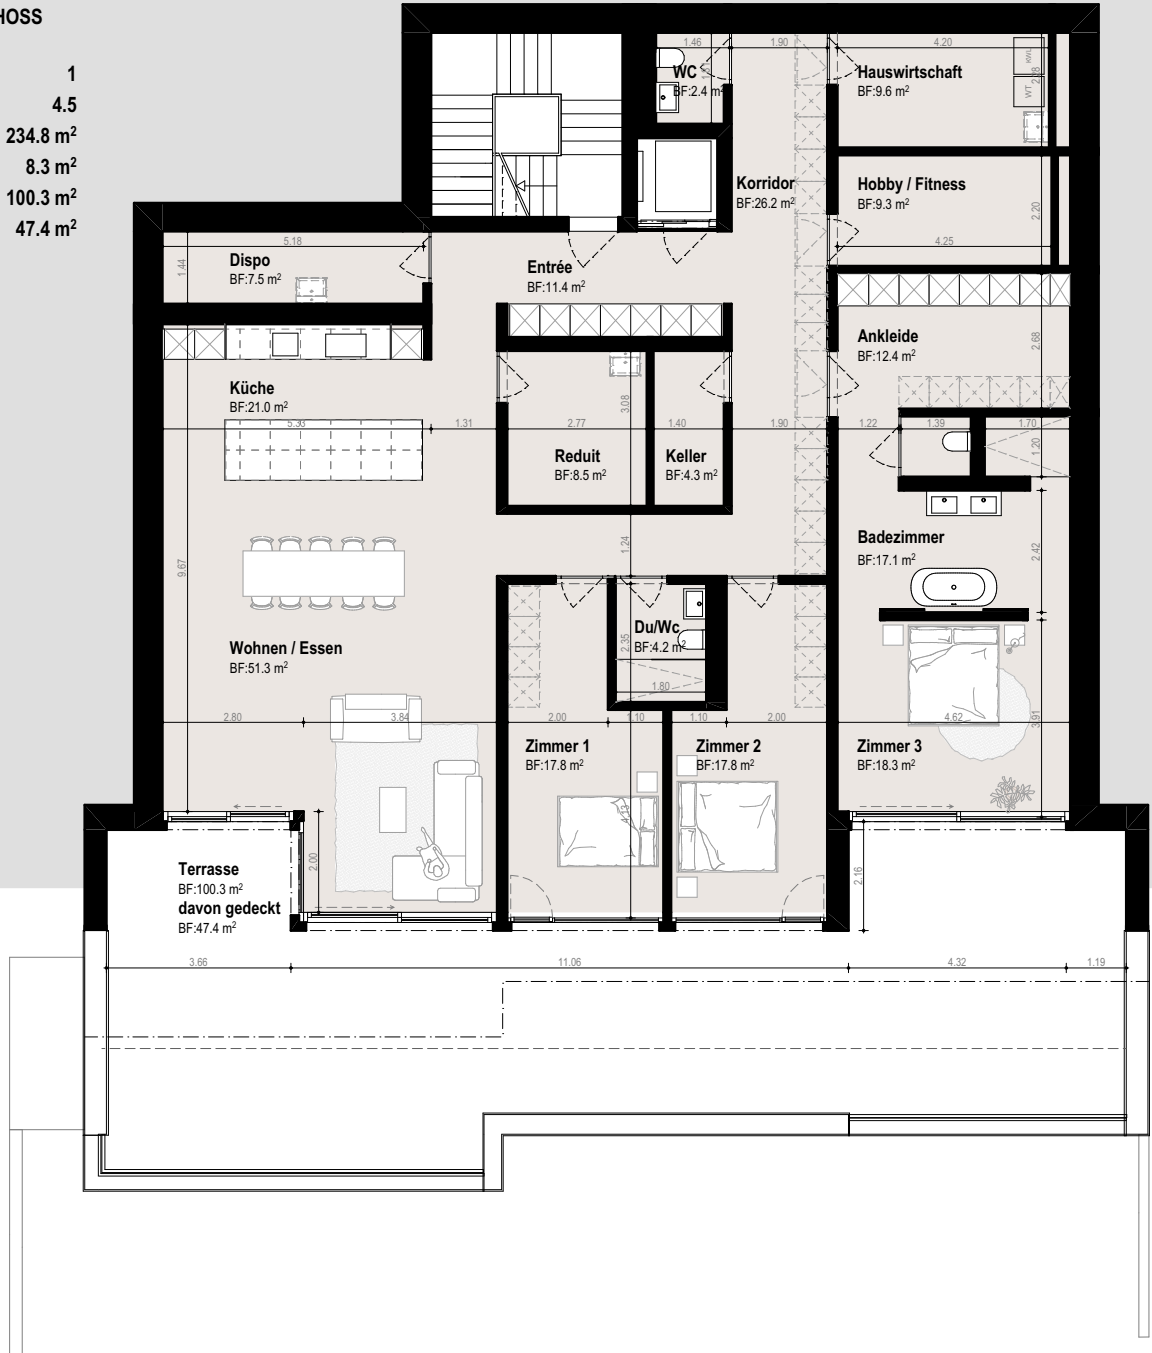 HOSS
1
4.5
234.8 m²
8.3 m²
100.3 m²
47.4 m²
1.46
1.90
4.20
WC
BF:2.4 m²
Hauswirtschaft
BF:9.6 m²
KWL
WT
Korridor
BF:26.2 m²
Hobby / Fitness
BF:9.3 m²
2.20
4.25
5.18
1.44
Dispo
BF:7.5 m²
Entrée
BF:11.4 m²
Ankleide
BF:12.4 m²
2.68
Küche
BF:21.0 m²
3.08
5.33
1.31
2.77
1.40
1.90
1.22
1.39
1.70
1.20
Reduit
BF:8.5 m²
Keller
BF:4.3 m²
9.67
1.24
Badezimmer
BF:17.1 m²
2.42
Wohnen / Essen
BF:51.3 m²
Du/Wc
BF:4.2 m²
2.35
1.80
2.80
3.84
2.00
1.10
1.10
2.00
4.62
3.91
Zimmer 1
BF:17.8 m²
Zimmer 2
BF:17.8 m²
Zimmer 3
BF:18.3 m²
4.13
2.00
2.16
Terrasse
BF:100.3 m²
davon gedeckt
BF:47.4 m²
3.66
11.06
4.32
1.19